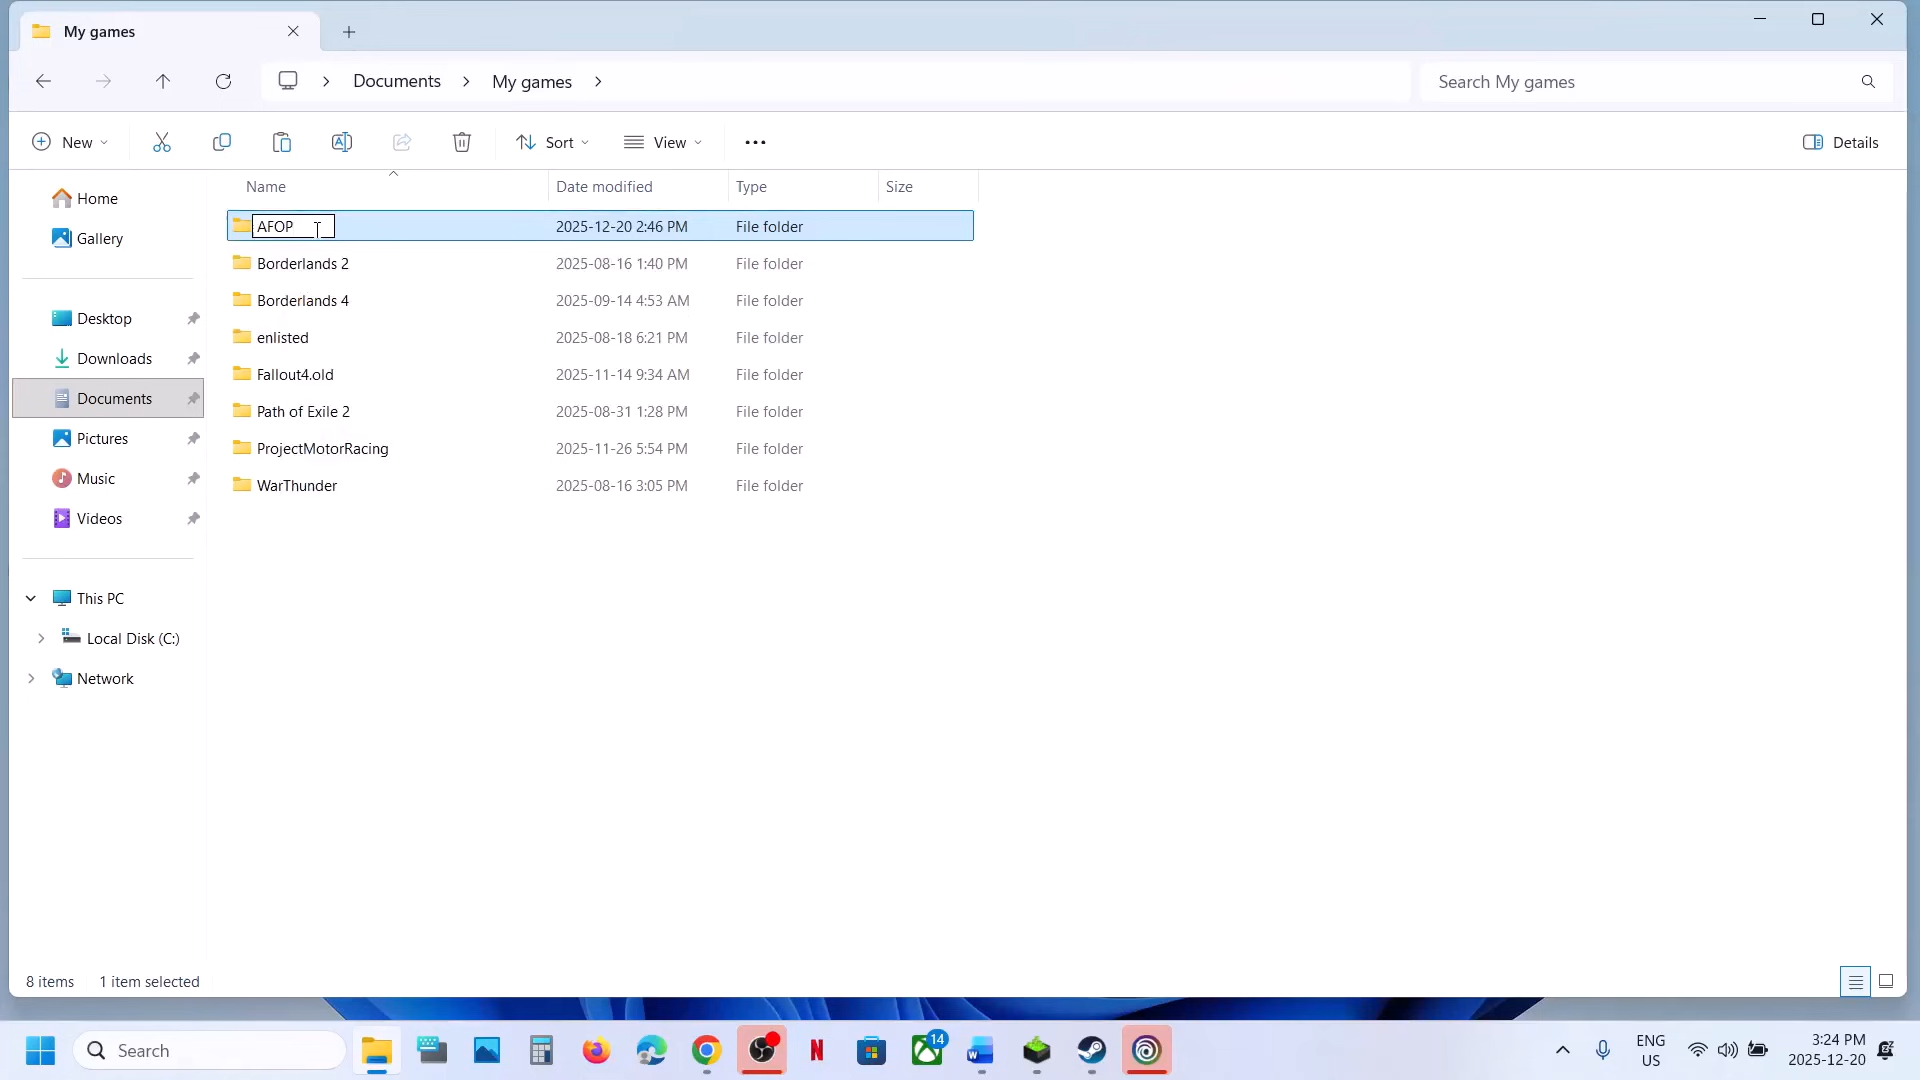 My games
Documents
My games
Search My games
New
Sort
View
Details
Name
Date modified
Type
Size
AFOP
2025-12-20 2:46 PM
File folder
Borderlands 2
2025-08-16 1:40 PM
File folder
Borderlands 4
2025-09-14 4:53 AM
File folder
enlisted
2025-08-18 6:21 PM
File folder
Fallout4.old
2025-11-14 9:34 AM
File folder
Path of Exile 2
2025-08-31 1:28 PM
File folder
ProjectMotorRacing
2025-11-26 5:54 PM
File folder
WarThunder
2025-08-16 3:05 PM
File folder
Home
Gallery
Desktop
Downloads
Documents
Pictures
Music
Videos
This PC
Local Disk (C:)
Network
8 items
1 item selected
Search
14
ENG
US
3:24 PM
2025-12-20